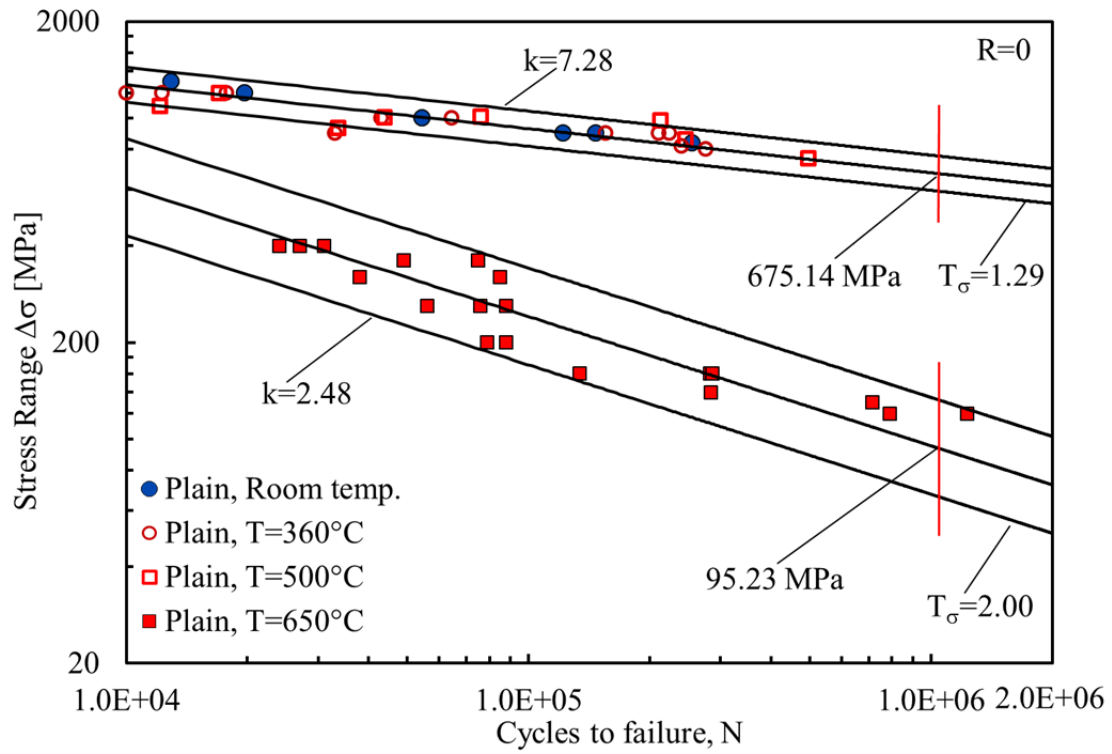 2000
R=0
k=7.28
Stress Range Δσ [MPa]
675.14 MPa
Tσ=1.29
200
k=2.48
Plain, Room temp.
Plain, T=360°C
Plain, T=500°C
Plain, T=650°C
95.23 MPa
Tσ=2.00
20
1.0E+04
1.0E+05
1.0E+06
2.0E+06
Cycles to failure, N